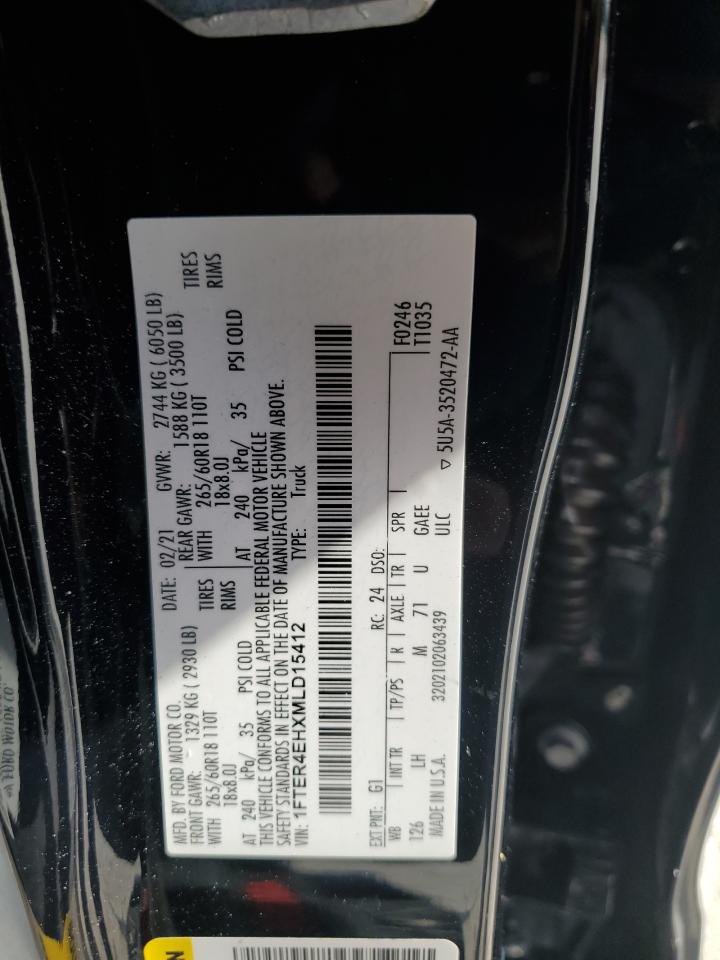 MFD. BY FORD MOTOR CO.
DATE: 02/21 GVWR: 2744 KG ( 6050 LB)
FRONT GAWR: 1329 KG ( 2930 LB) REAR GAWR: 1588 KG ( 3500 LB)
WITH 265/60R18 110T TIRES WITH 265/60R18 110T TIRES
18x8.0J RIMS 18x8.0J RIMS
AT 240 kPa/ 35 PSI COLD AT 240 kPa/ 35 PSI COLD
THIS VEHICLE CONFORMS TO ALL APPLICABLE FEDERAL MOTOR VEHICLE
SAFETY STANDARDS IN EFFECT ON THE DATE OF MANUFACTURE SHOWN ABOVE.
VIN: 1FTER4EHXMLD15412 TYPE: Truck
EXT PNT: G1 RC: 24 DSO: F0246
WB INT TR TP/PS R AXLE TR SPR T1035
126 LH M 71 U GAEE ▽ 5U5A-3520472-AA
MADE IN U.S.A. 3202102063439 ULC
FORD MOTOR CO